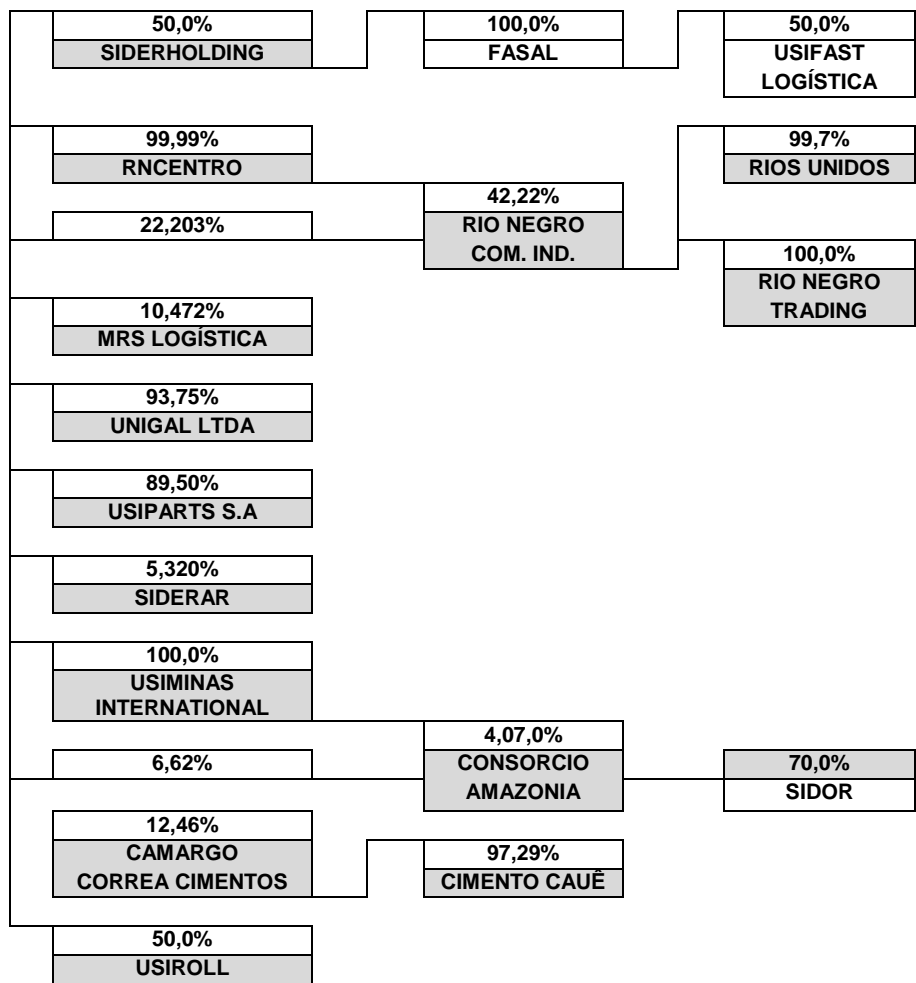 50,0%
SIDERHOLDING
100,0%
FASAL
50,0%
USIFAST
LOGÍSTICA
99,99%
RNCENTRO
99,7%
RIOS UNIDOS
42,22%
RIO NEGRO
COM. IND.
22,203%
100,0%
RIO NEGRO
TRADING
10,472%
MRS LOGÍSTICA
93,75%
UNIGAL LTDA
89,50%
USIPARTS S.A
5,320%
SIDERAR
100,0%
USIMINAS
INTERNATIONAL
4,07,0%
CONSORCIO
AMAZONIA
6,62%
70,0%
SIDOR
12,46%
CAMARGO
CORREA CIMENTOS
97,29%
CIMENTO CAUÊ
50,0%
USIROLL